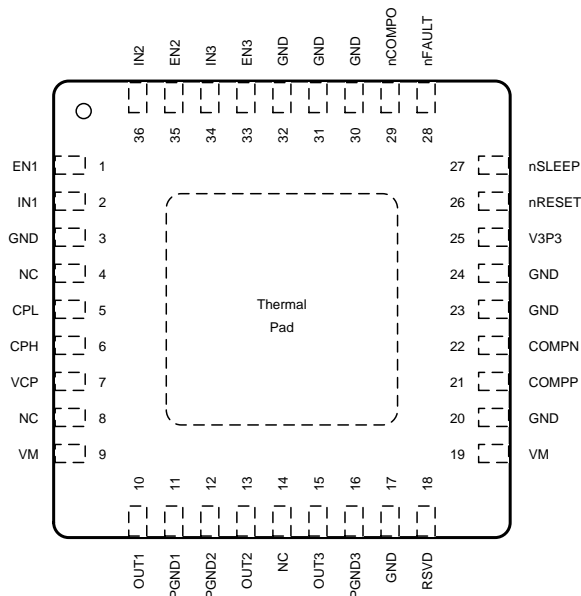 IN2 EN2 IN3 EN3 GND GND GND nCOMPO nFAULT
36 35 34 33 32 31 30 29 28
EN1 1 27 nSLEEP
IN1 2 26 nRESET
GND 3 25 V3P3
NC 4 24 GND
CPL 5 23 GND
CPH 6 22 COMPN
VCP 7 21 COMPP
NC 8 20 GND
VM 9 19 VM
Thermal
Pad
10 11 12 13 14 15 16 17 18
OUT1 PGND1 PGND2 OUT2 NC OUT3 PGND3 GND RSVD